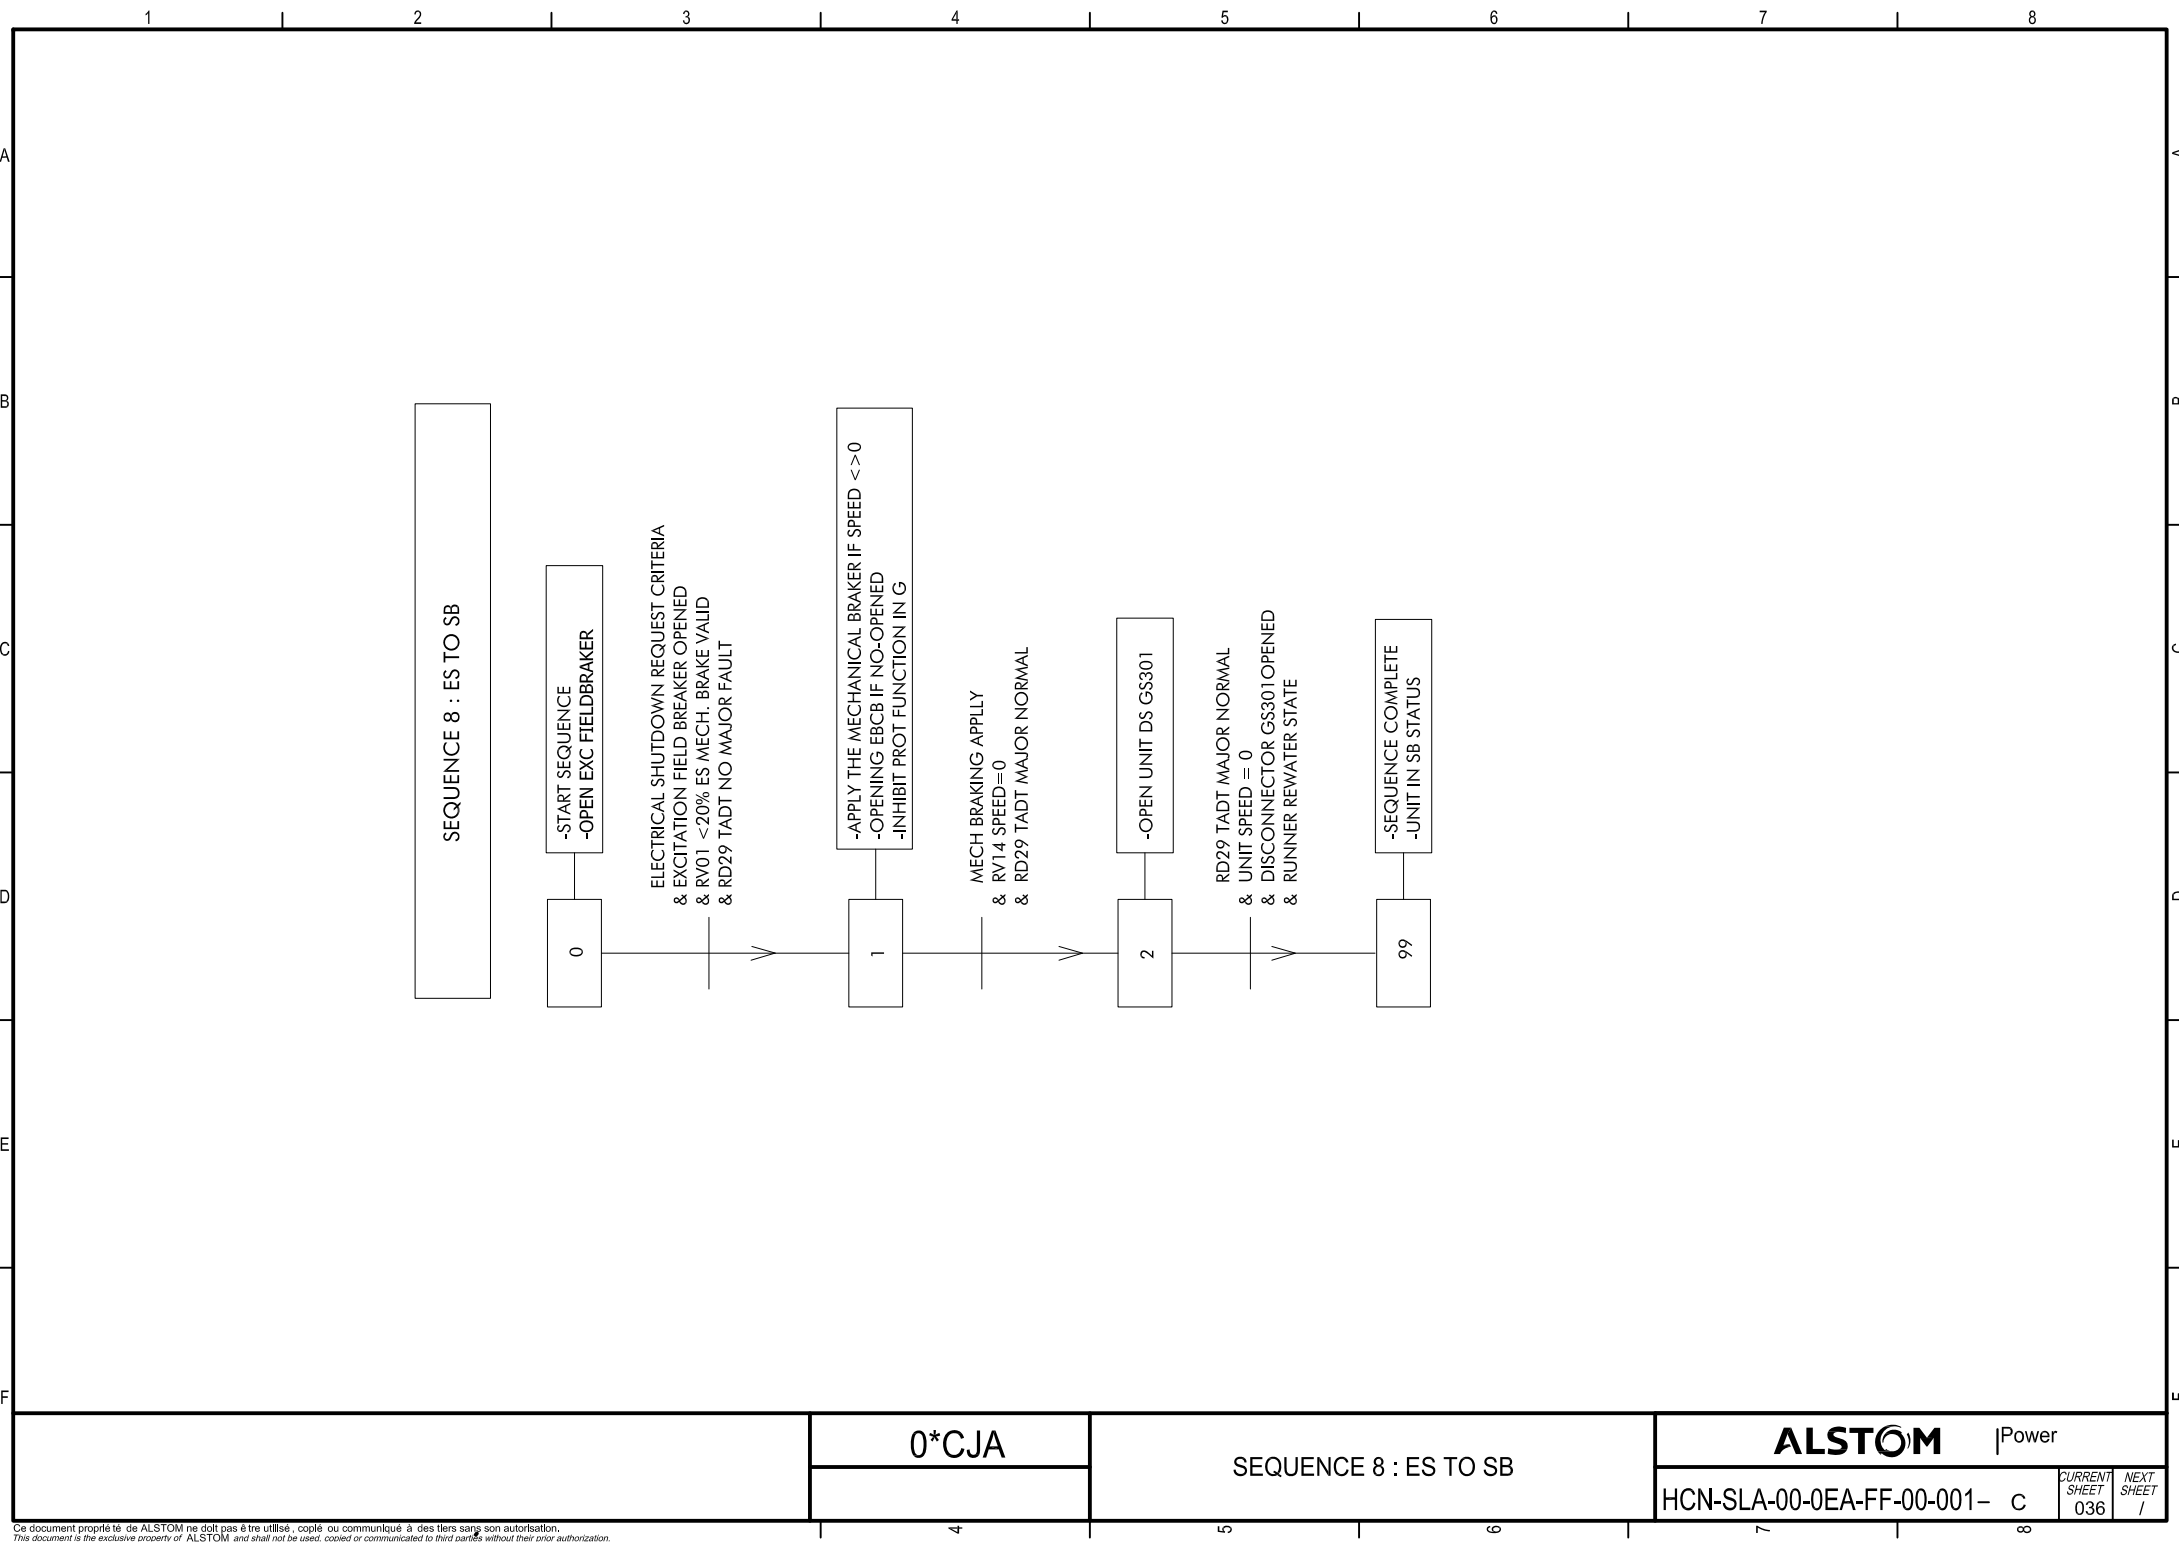 1 2 3 4 5 6 7 8
A A
B B
C C
D D
E E
F F
SEQUENCE 8 : ES TO SB
0
-START SEQUENCE
-OPEN EXC FIELDBRAKER
ELECTRICAL SHUTDOWN REQUEST CRITERIA
& EXCITATION FIELD BREAKER OPENED
& RV01 <20% ES MECH. BRAKE VALID
& RD29 TADT NO MAJOR FAULT
1
-APPLY THE MECHANICAL BRAKER IF SPEED <>0
-OPENING EBCB IF NO-OPENED
-INHIBIT PROT FUNCTION IN G
MECH BRAKING APPLLY
& RV14 SPEED=0
& RD29 TADT MAJOR NORMAL
2
-OPEN UNIT DS GS301
RD29 TADT MAJOR NORMAL
& UNIT SPEED = 0
& DISCONNECTOR GS301OPENED
& RUNNER REWATER STATE
99
-SEQUENCE COMPLETE
-UNIT IN SB STATUS
0*CJA
SEQUENCE 8 : ES TO SB
ALSTOM |Power
HCN-SLA-00-0EA-FF-00-001– C
CURRENT SHEET 036
NEXT SHEET /
Ce document propriété de ALSTOM ne doit pas être utilisé , copié ou communiqué à des tiers sans son autorisation.
This document is the exclusive property of ALSTOM and shall not be used, copied or communicated to third parties without their prior authorization.
4 5 6 7 8